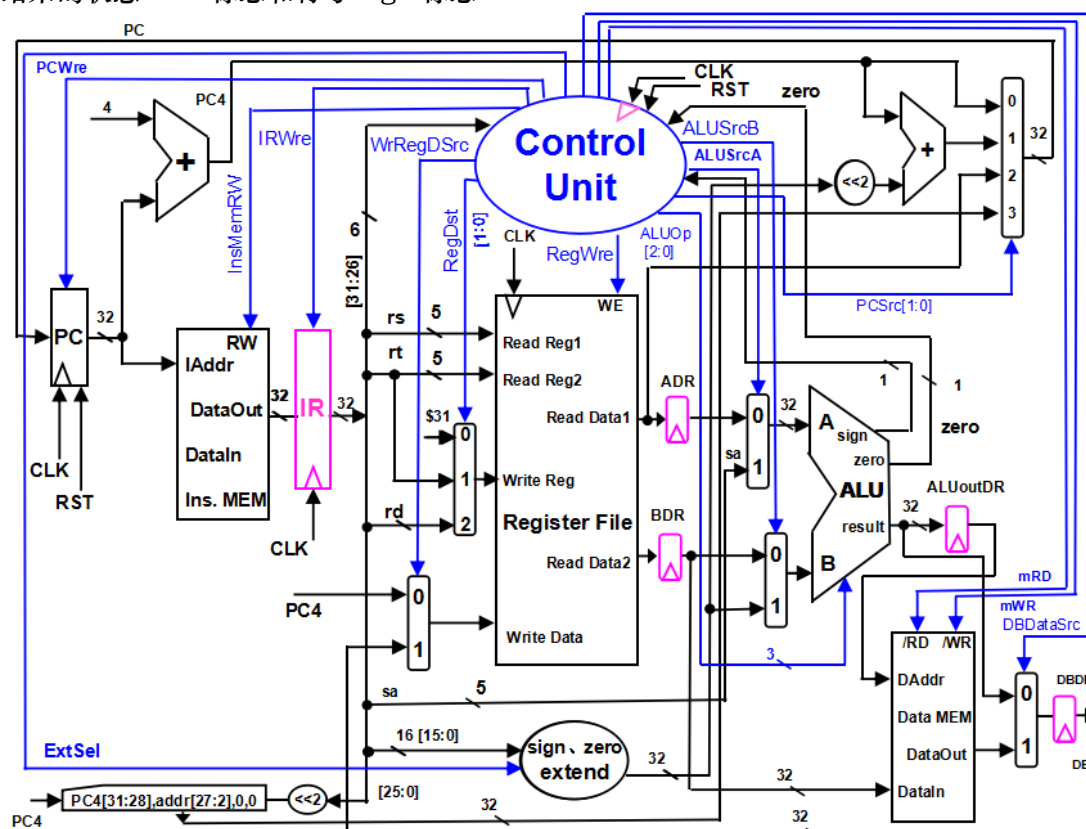 PC
PCWre
4
PC4
IRWre
InsMemRW
WrRegDSrc
6
[31:26]
RegDst
[1:0]
Control
Unit
CLK
RST
zero
ALUSrcB
ALUSrcA
ALUOp
[2:0]
RegWre
PCSrc[1:0]
+
+
<<2
0
1
2
3
32
CLK
PC
32
CLK
RST
RW
IAddr
DataOut
DataIn
Ins. MEM
32
IR
32
CLK
rs
5
rt
5
$31
0
1
2
rd
WE
Read Reg1
Read Reg2
Read Data1
Write Reg
Register File
Read Data2
Write Data
PC4
0
1
ADR
BDR
sa
0
1
32
0
1
A
sign
zero
ALU
result
B
1
1
zero
3
32
ALUoutDR
mRD
mWR
DBDataSrc
/RD
/WR
DAddr
Data MEM
DataOut
DataIn
0
1
sa
5
ExtSel
16 [15:0]
sign、zero
extend
32
32
[25:0]
<<2
PC4[31:28],addr[27:2],0,0
PC4
32
32